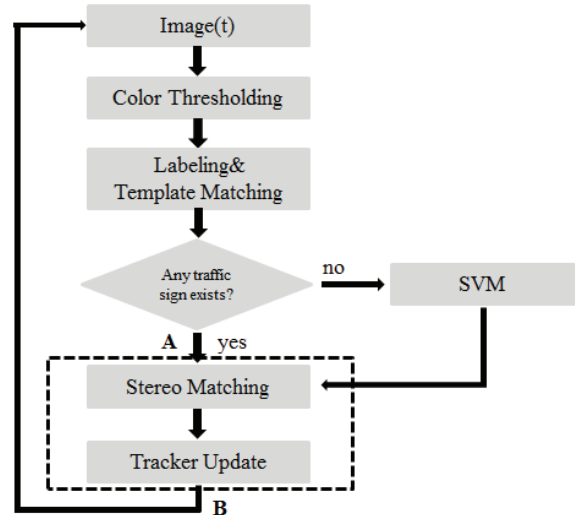 Image(t)
Color Thresholding
Labeling&
Template Matching
Any traffic
sign exists?
no
SVM
A
yes
Stereo Matching
Tracker Update
B